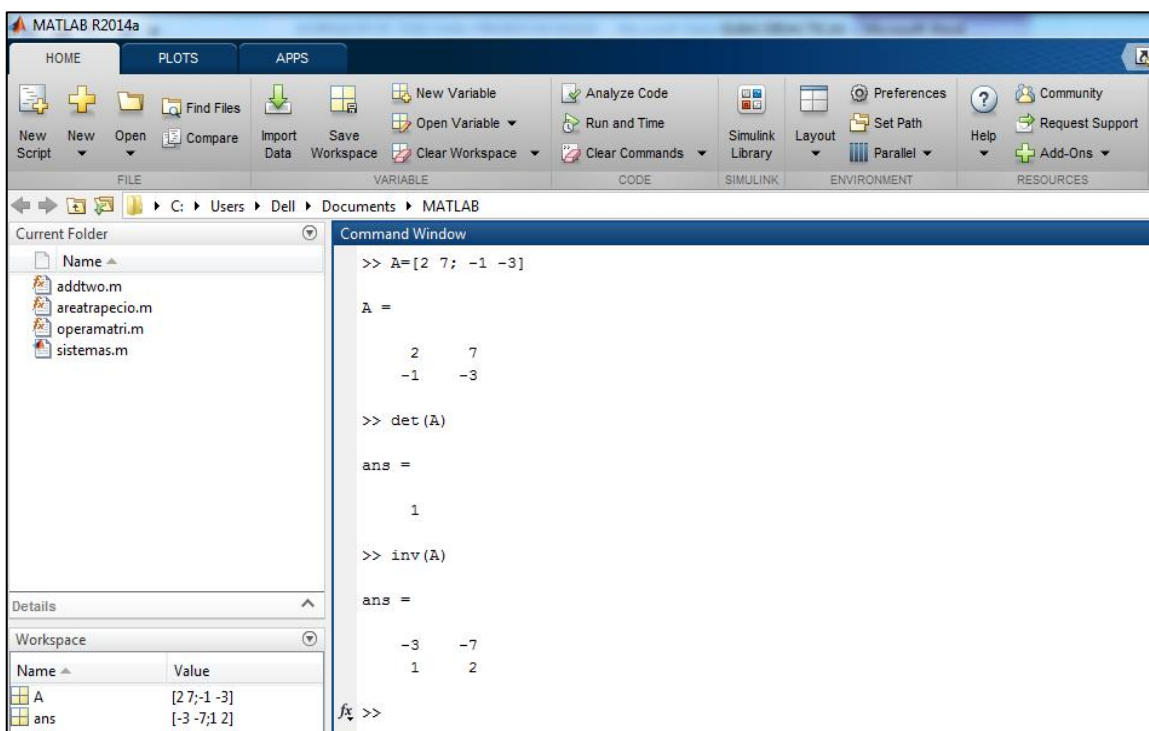 MATLAB R2014a
HOME PLOTS APPS
New Script
New
Open
Find Files
Compare
Import Data
Save Workspace
New Variable
Open Variable
Clear Workspace
Analyze Code
Run and Time
Clear Commands
Simulink Library
Layout
Preferences
Set Path
Parallel
Help
Community
Request Support
Add-Ons
FILE VARIABLE CODE SIMULINK ENVIRONMENT RESOURCES
C: Users Dell Documents MATLAB
Current Folder
Name
addtwo.m
areatrapecio.m
operamatri.m
sistemas.m
Details
Workspace
Name Value
A [2 7;-1 -3]
ans [-3 -7;1 2]
Command Window
>> A=[2 7; -1 -3]
A =
2 7
-1 -3
>> det(A)
ans =
1
>> inv(A)
ans =
-3 -7
1 2
fx >>